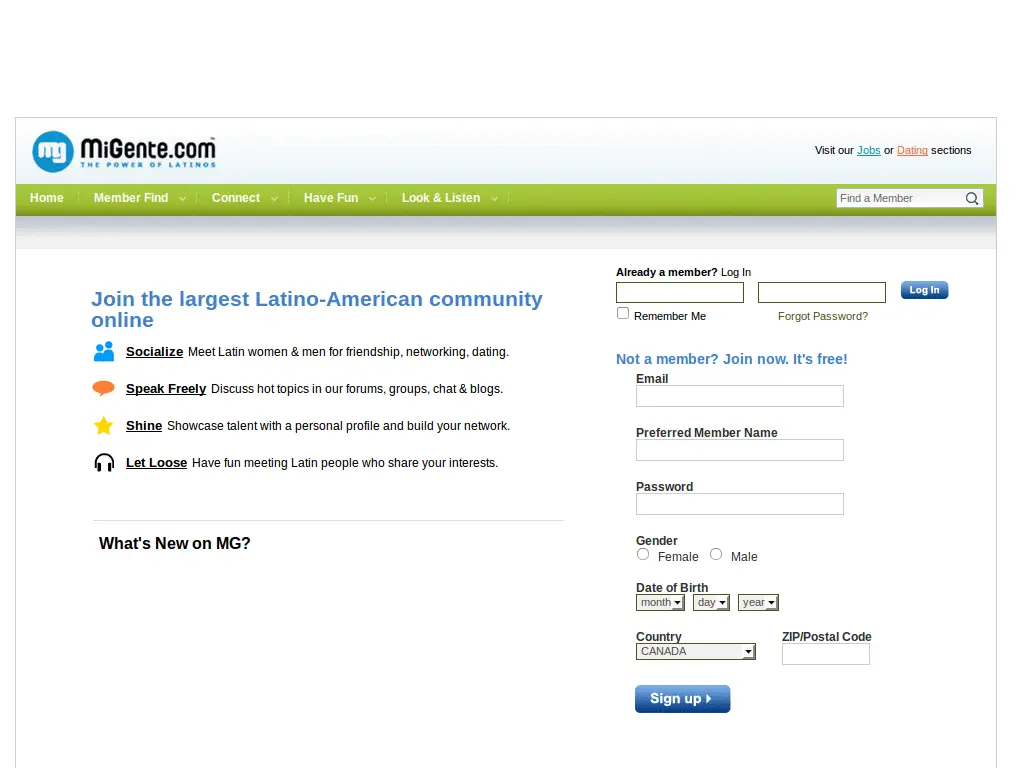 mg MiGente.com™
THE POWER OF LATINOS
Visit our Jobs or Dating sections
Home Member Find Connect Have Fun Look & Listen Find a Member
Already a member? Log In
Log In
Remember Me Forgot Password?
Join the largest Latino-American community
online
Socialize Meet Latin women & men for friendship, networking, dating.
Speak Freely Discuss hot topics in our forums, groups, chat & blogs.
Shine Showcase talent with a personal profile and build your network.
Let Loose Have fun meeting Latin people who share your interests.
What's New on MG?
Not a member? Join now. It's free!
Email
Preferred Member Name
Password
Gender
Female Male
Date of Birth
month day year
Country ZIP/Postal Code
CANADA
Sign up